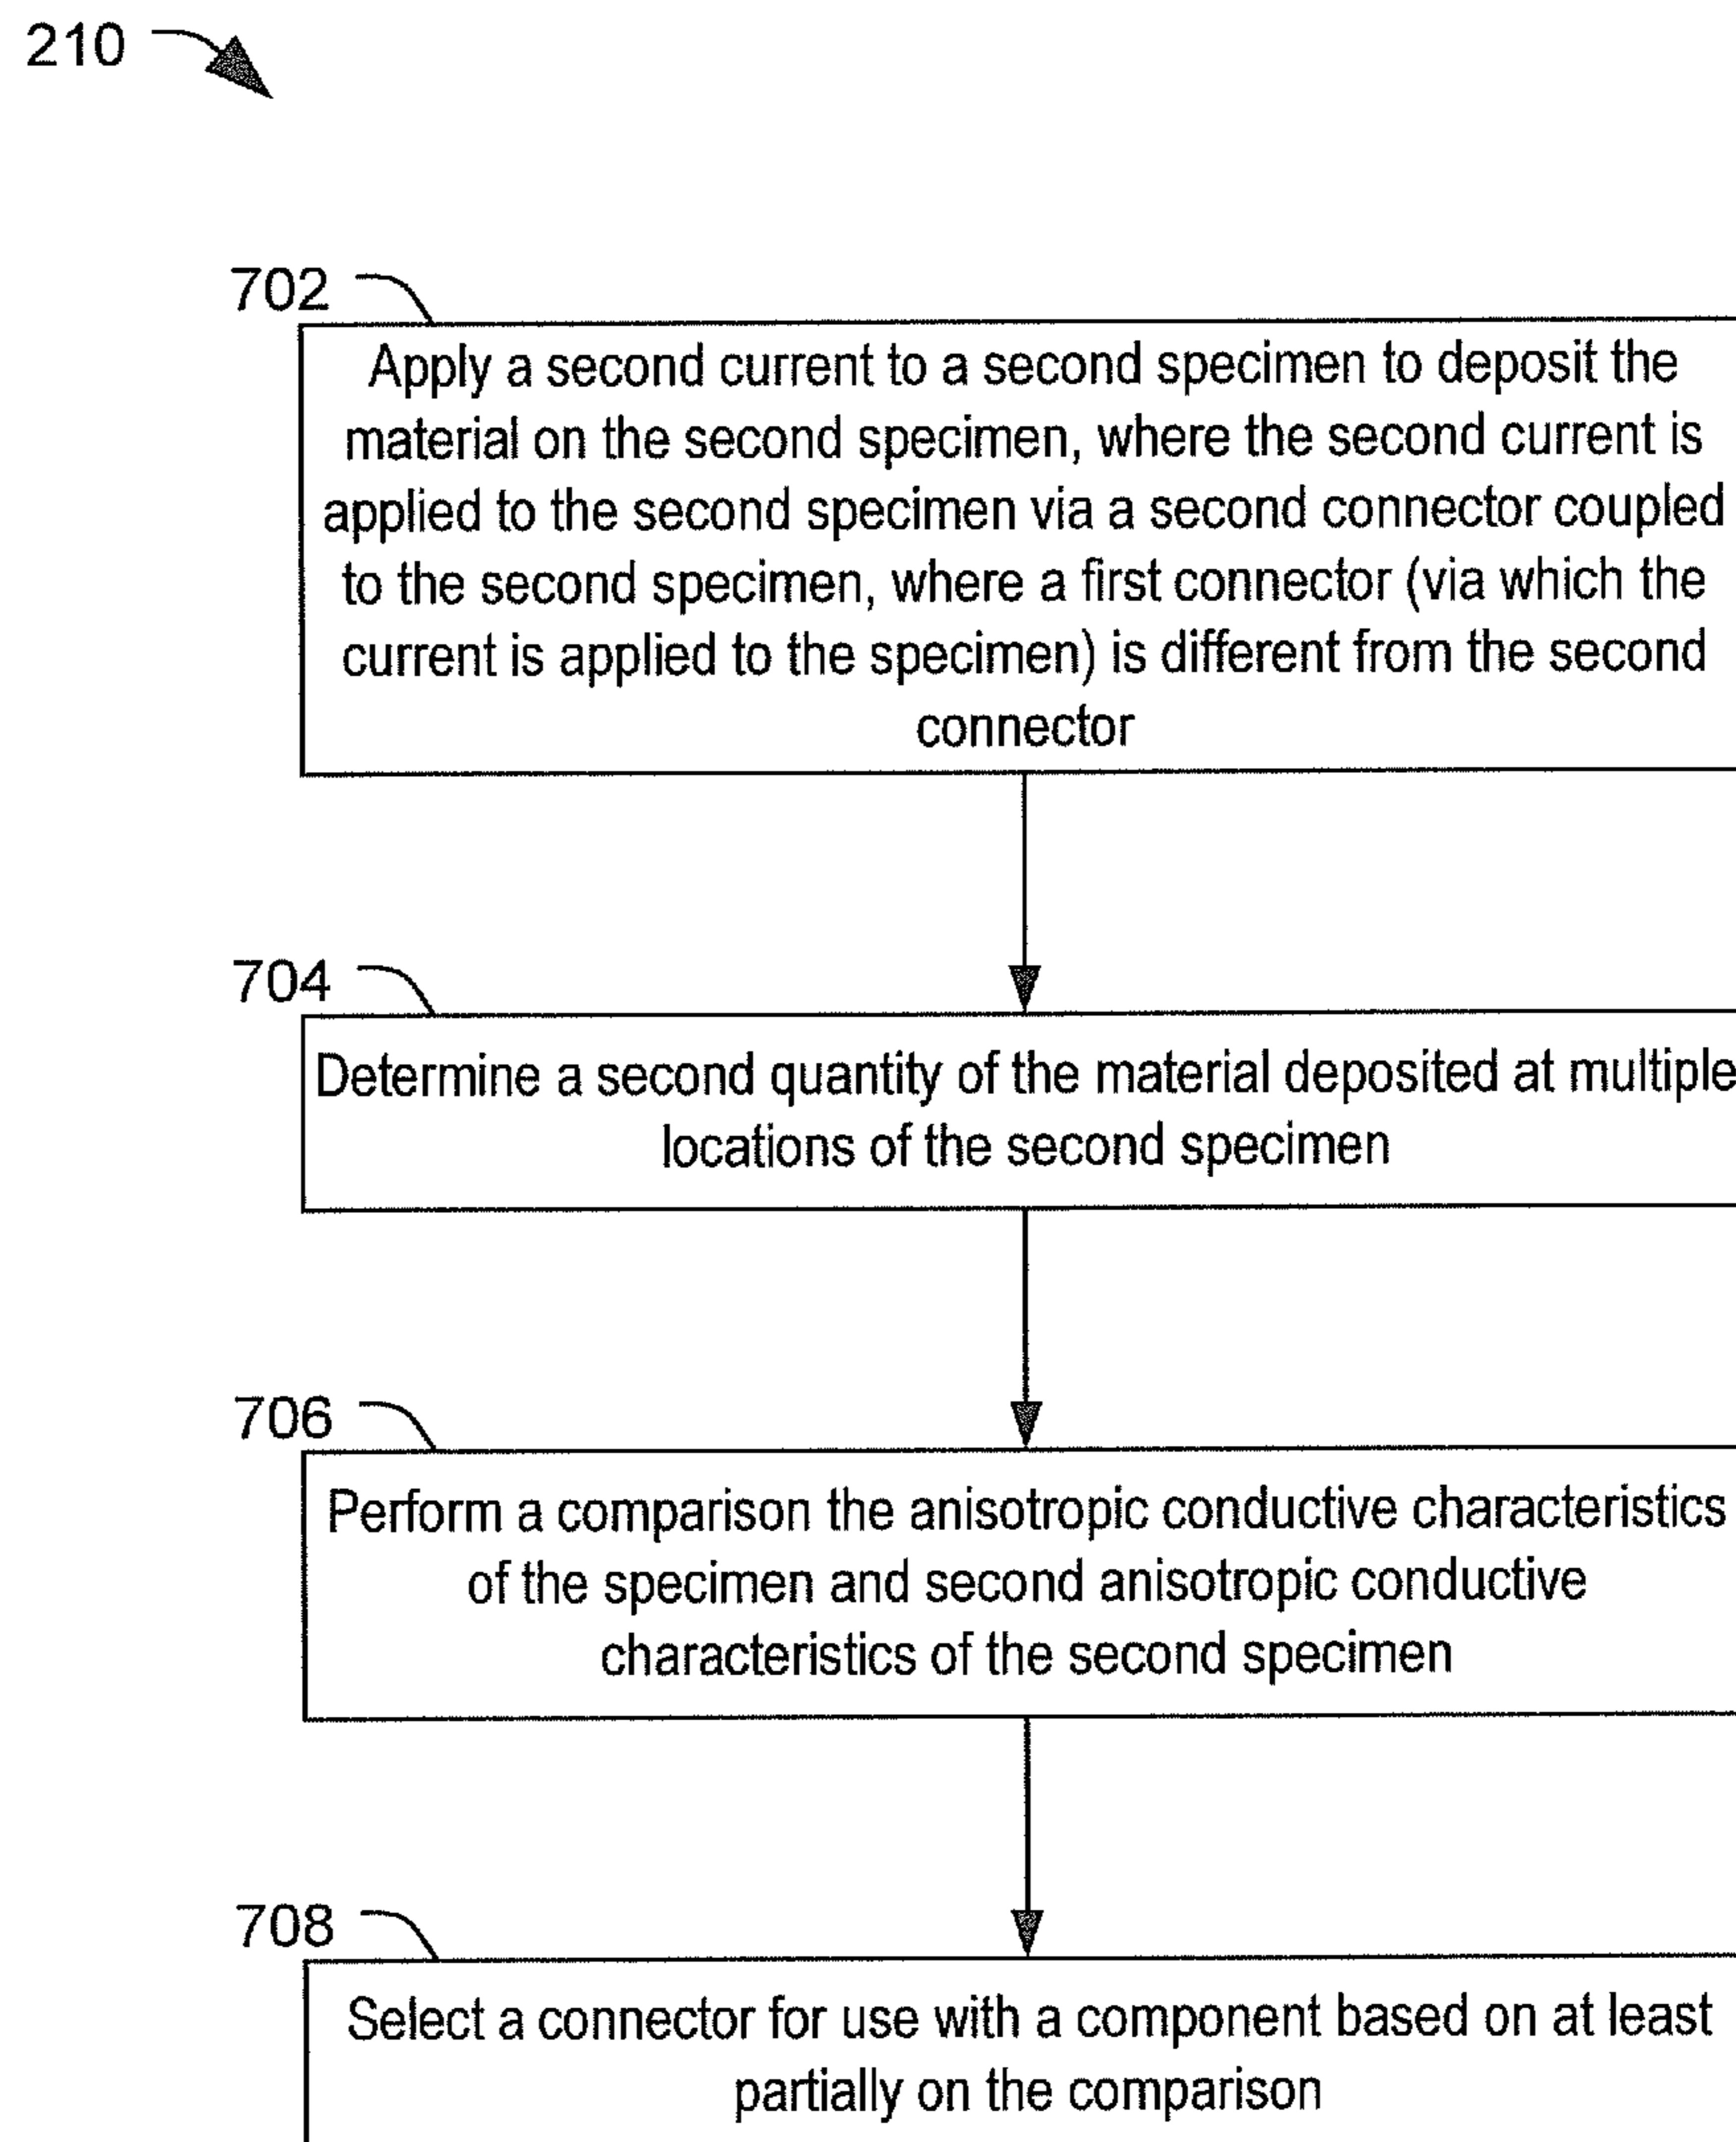 210
702
Apply a second current to a second specimen to deposit the
material on the second specimen, where the second current is
applied to the second specimen via a second connector coupled
to the second specimen, where a first connector (via which the
current is applied to the specimen) is different from the second
connector
704
Determine a second quantity of the material deposited at multiple
locations of the second specimen
706
Perform a comparison the anisotropic conductive characteristics
of the specimen and second anisotropic conductive
characteristics of the second specimen
708
Select a connector for use with a component based on at least
partially on the comparison